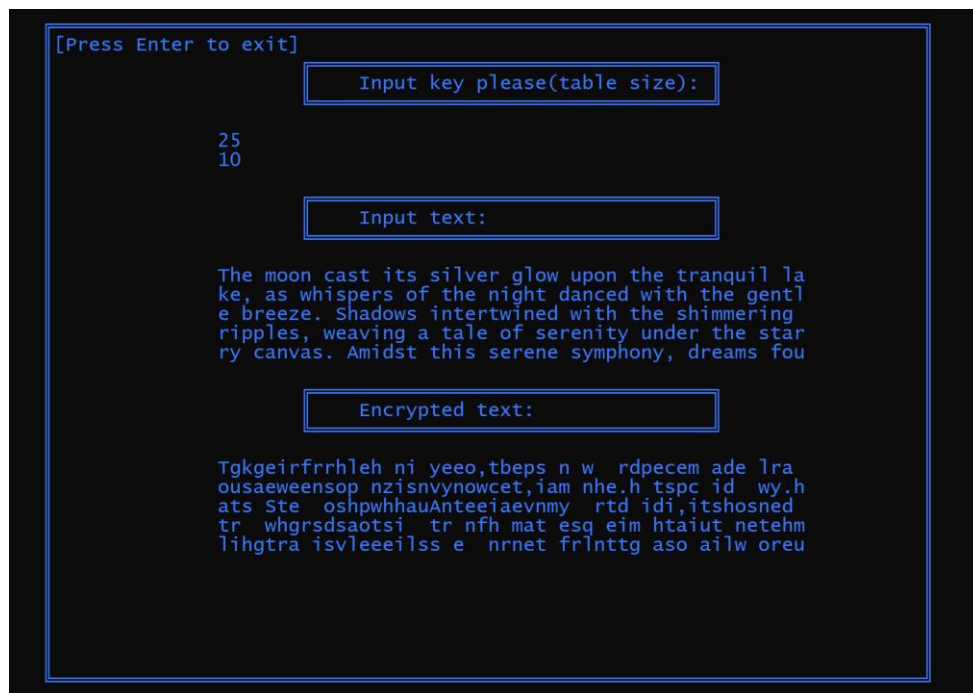 [Press Enter to exit]
Input key please(table size):
25
10
Input text:
The moon cast its silver glow upon the tranquil la
ke, as whispers of the night danced with the gentl
e breeze. Shadows intertwined with the shimmering
ripples, weaving a tale of serenity under the star
ry canvas. Amidst this serene symphony, dreams fou
Encrypted text:
Tgkgeirfrrhleh ni yeeo,tbeps n w  rdpecem ade lra
ousaeweensop nzisnvynowcet,iam nhe.h tspc id  wy.h
ats Ste  oshpwhhauAnteeiaevnmy  rtd idi,itshosned
tr  whgrsdsaotsi  tr nfh mat esq eim htaiut netehm
lihgtra isvleeeilss e  nrnet frlnttg aso ailw oreu